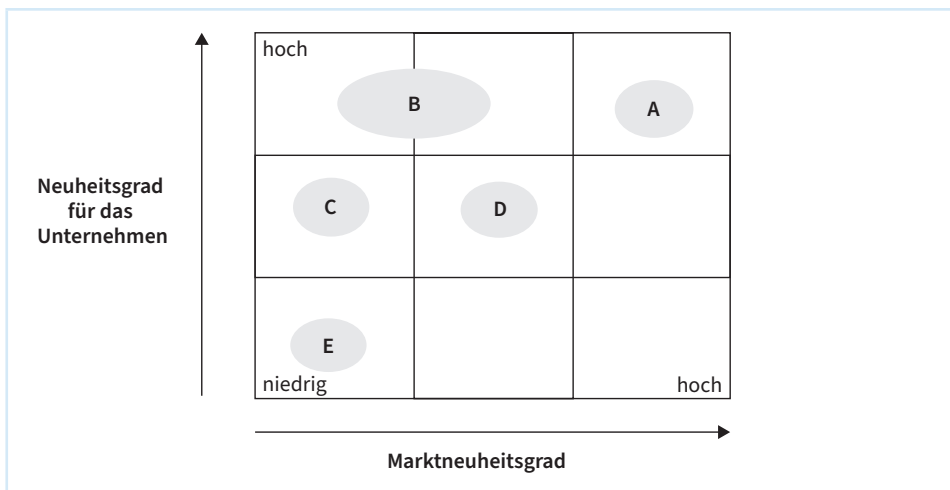 hoch
B
A
Neuheitsgrad
für das
Unternehmen
C
D
E
niedrig
hoch
Marktneuheitsgrad